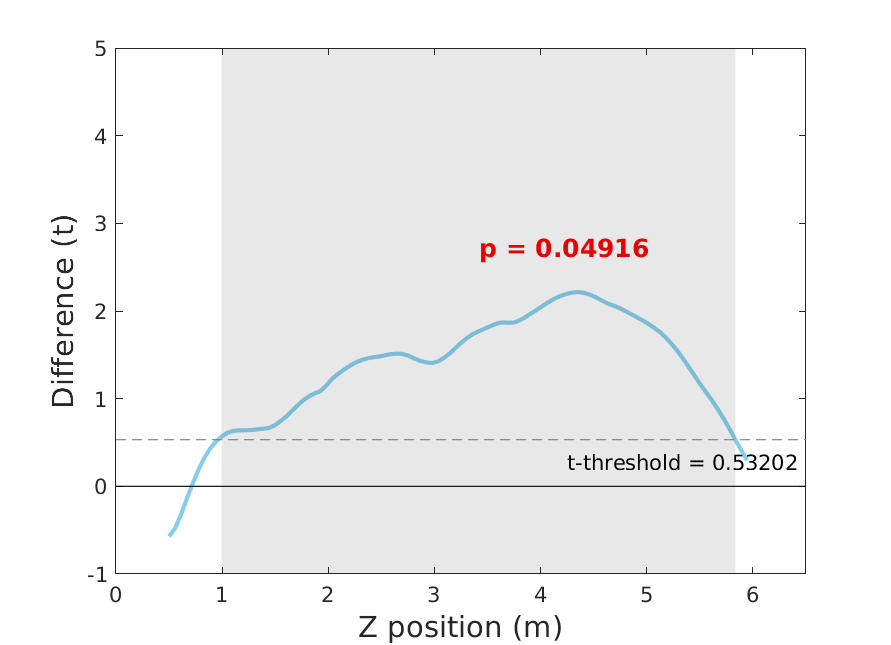 5
4
3
2
1
0
-1
Difference (t)
p = 0.04916
t-threshold = 0.53202
0 1 2 3 4 5 6
Z position (m)